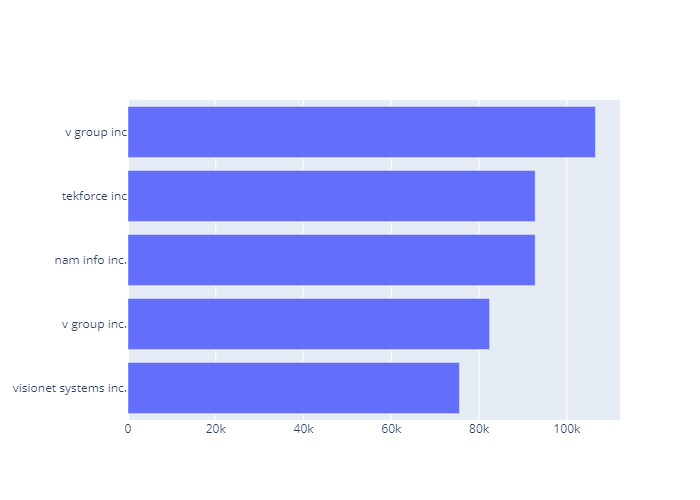 v group inc
tekforce inc
nam info inc.
v group inc.
visionet systems inc.
0 20k 40k 60k 80k 100k